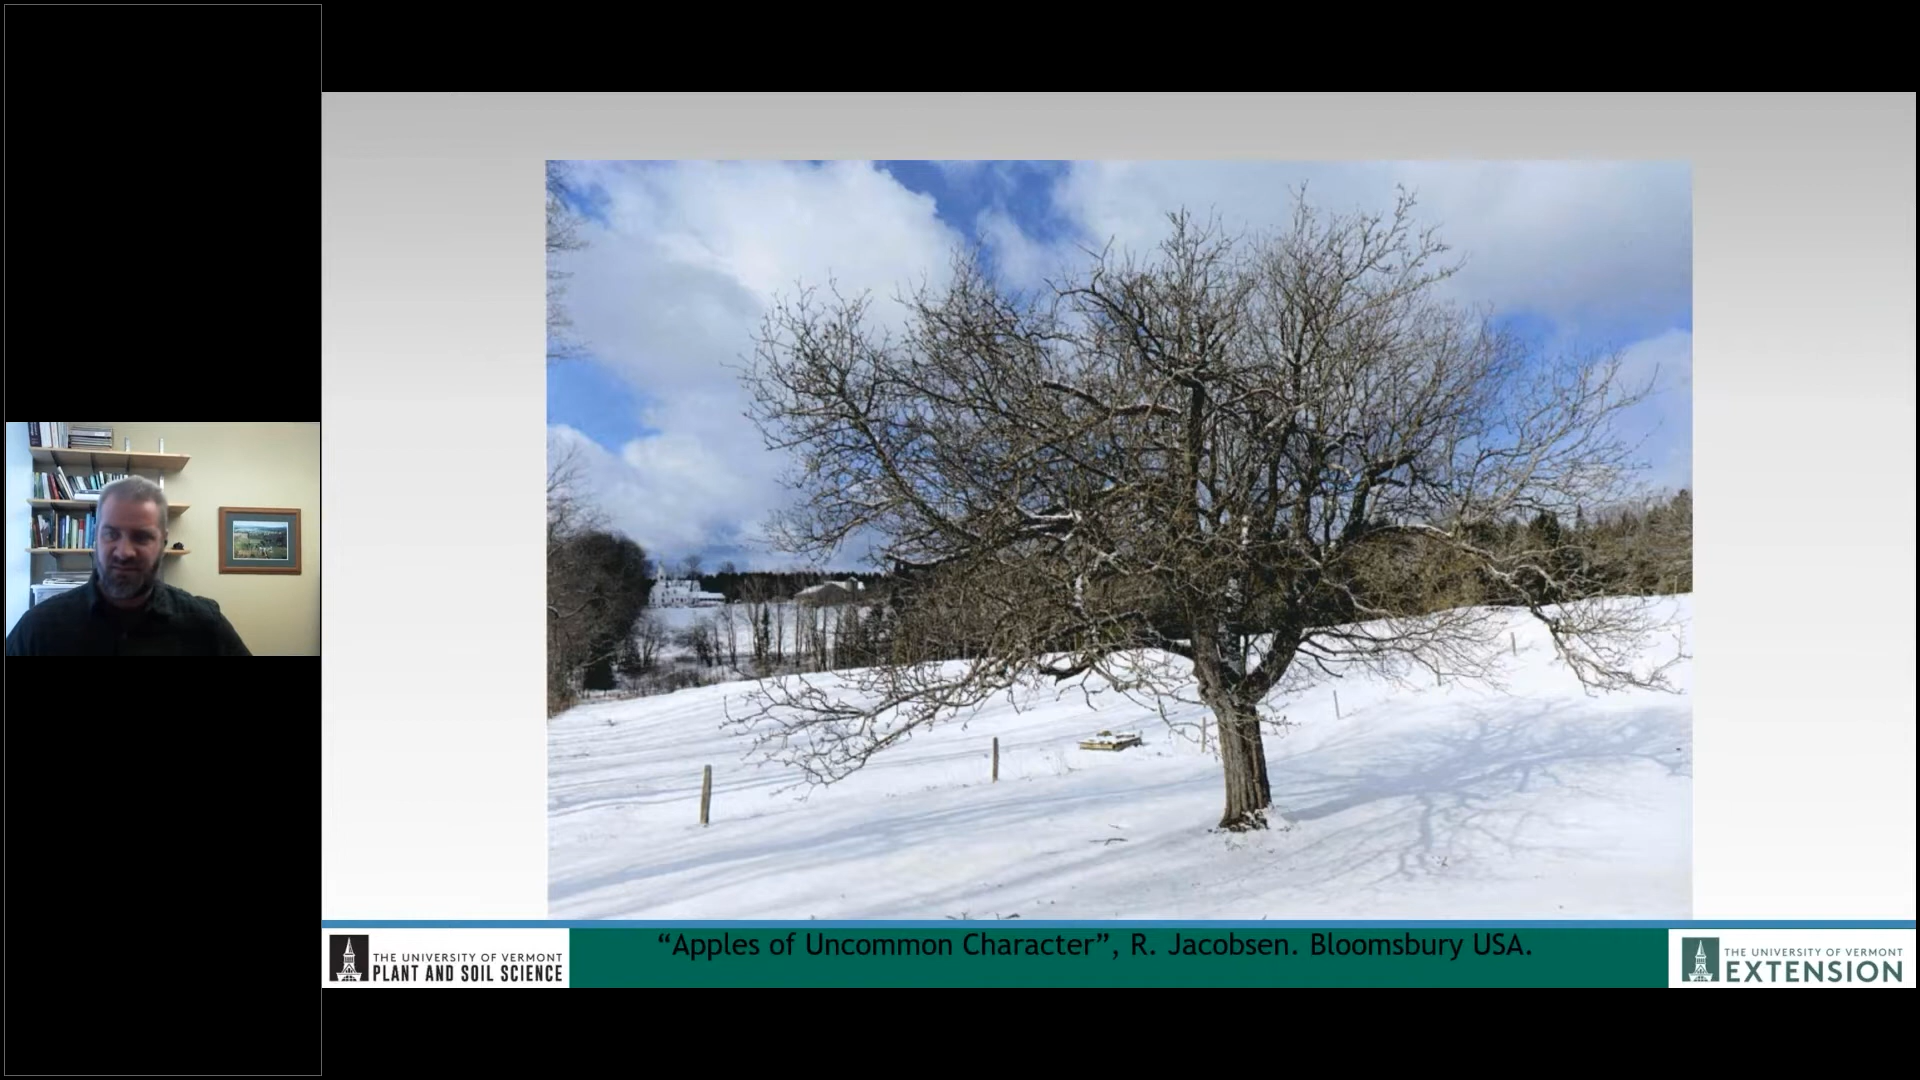 "Apples of Uncommon Character", R. Jacobsen. Bloomsbury USA.
THE UNIVERSITY OF VERMONT
PLANT AND SOIL SCIENCE
THE UNIVERSITY OF VERMONT
EXTENSION